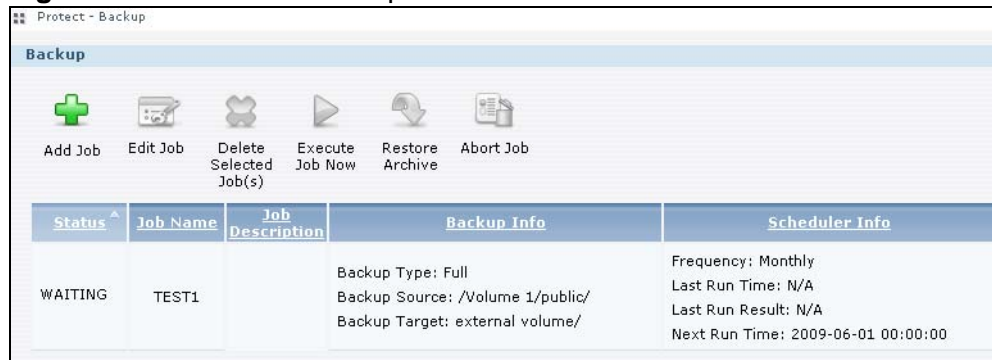 Protect - Backup
Backup
Add Job
Edit Job
Delete
Selected
Job(s)
Execute
Job Now
Restore
Archive
Abort Job
Status
Job Name
Job
Description
Backup Info
Scheduler Info
WAITING
TEST1
Backup Type: Full
Backup Source: /Volume 1/public/
Backup Target: external volume/
Frequency: Monthly
Last Run Time: N/A
Last Run Result: N/A
Next Run Time: 2009-06-01 00:00:00